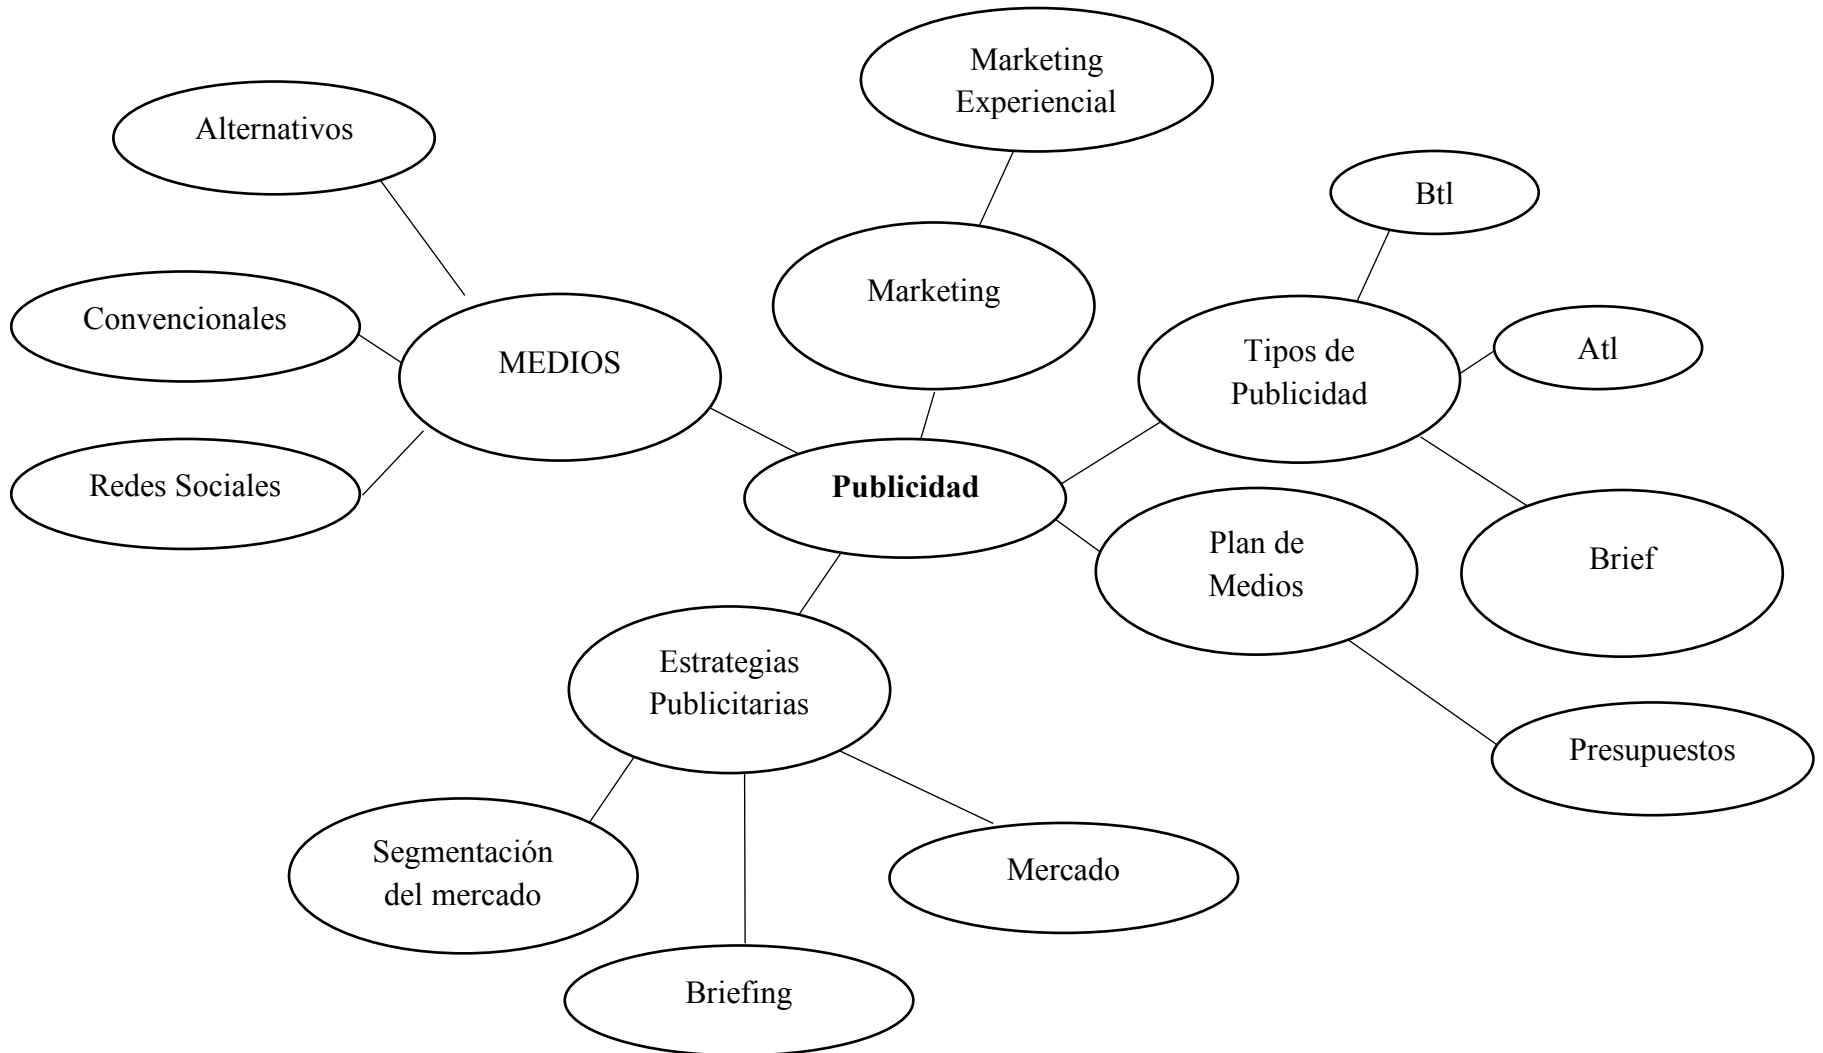 Marketing
Experiencial
Alternativos
Btl
Marketing
Convencionales
Atl
MEDIOS
Tipos de
Publicidad
Redes Sociales
Publicidad
Plan de
Medios
Brief
Estrategias
Publicitarias
Presupuestos
Segmentación
del mercado
Mercado
Briefing